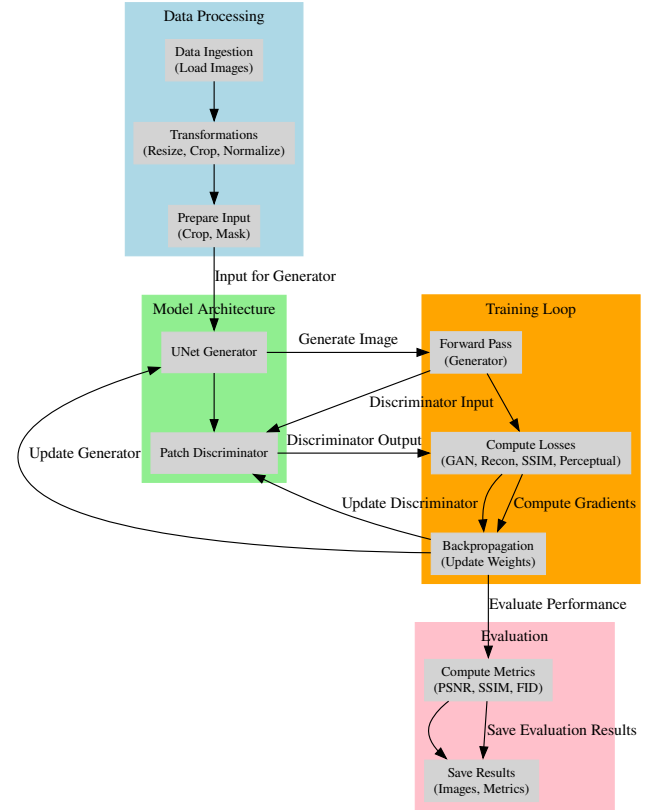 Data Processing
Data Ingestion
(Load Images)
Transformations
(Resize, Crop, Normalize)
Prepare Input
(Crop, Mask)
Input for Generator
Model Architecture
Training Loop
UNet Generator
Generate Image
Forward Pass
(Generator)
Discriminator Input
Update Generator
Patch Discriminator
Discriminator Output
Compute Losses
(GAN, Recon, SSIM, Perceptual)
Update Discriminator
Compute Gradients
Backpropagation
(Update Weights)
Evaluate Performance
Evaluation
Compute Metrics
(PSNR, SSIM, FID)
Save Evaluation Results
Save Results
(Images, Metrics)